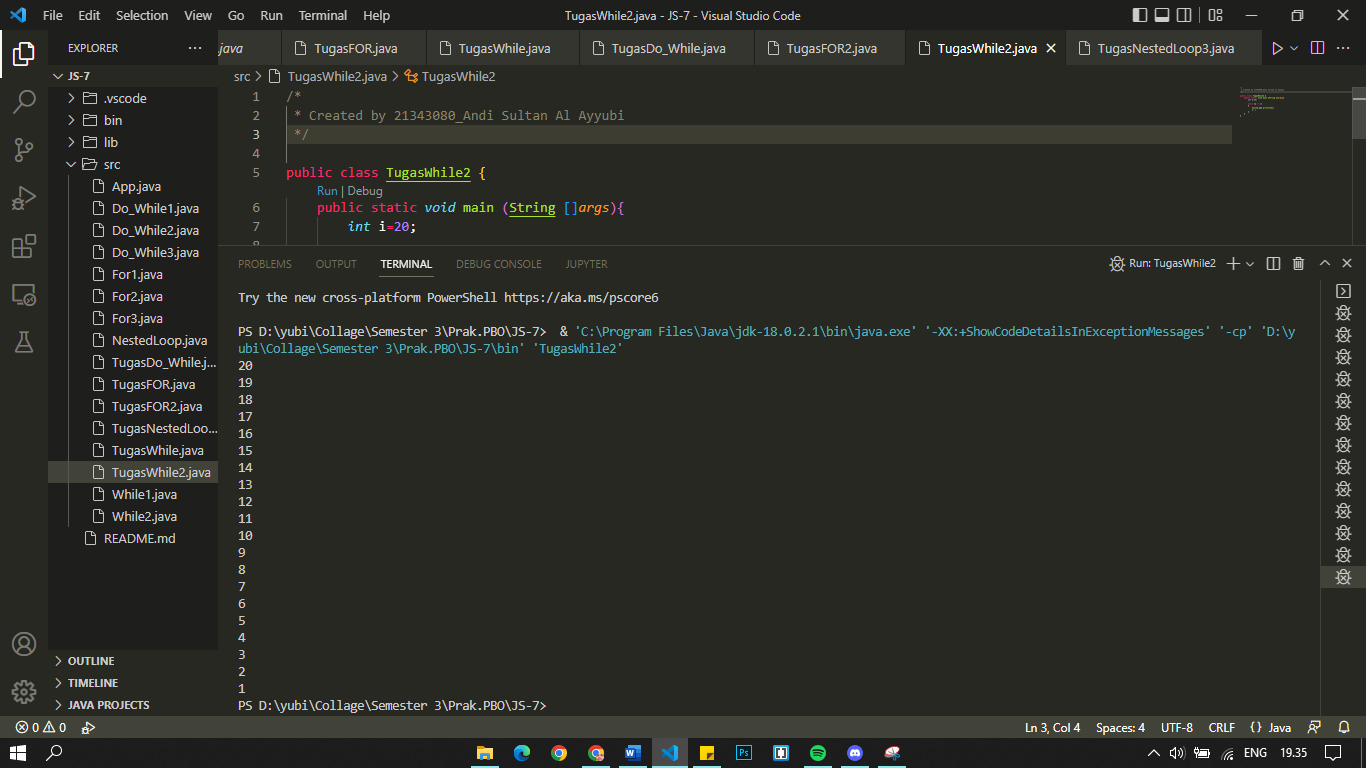 File Edit Selection View Go Run Terminal Help
TugasWhile2.java - JS-7 - Visual Studio Code
EXPLORER
java
TugasFOR.java
TugasWhile.java
TugasDo_While.java
TugasFOR2.java
TugasWhile2.java
TugasNestedLoop3.java
JS-7
.vscode
bin
lib
src
App.java
Do_While1.java
Do_While2.java
Do_While3.java
For1.java
For2.java
For3.java
NestedLoop.java
TugasDo_While.j...
TugasFOR.java
TugasFOR2.java
TugasNestedLoo...
TugasWhile.java
TugasWhile2.java
While1.java
While2.java
README.md
OUTLINE
TIMELINE
JAVA PROJECTS
src > TugasWhile2.java > TugasWhile2
1 /*
2 * Created by 21343080_Andi Sultan Al Ayyubi
3 */
4
5 public class TugasWhile2 {
Run | Debug
6 public static void main (String []args){
7 int i=20;
8
PROBLEMS OUTPUT TERMINAL DEBUG CONSOLE JUPYTER
Run: TugasWhile2
Try the new cross-platform PowerShell https://aka.ms/pscore6
PS D:\yubi\Collage\Semester 3\Prak.PBO\JS-7> & 'C:\Program Files\Java\jdk-18.0.2.1\bin\java.exe' '-XX:+ShowCodeDetailsInExceptionMessages' '-cp' 'D:\y
ubi\Collage\Semester 3\Prak.PBO\JS-7\bin' 'TugasWhile2'
20
19
18
17
16
15
14
13
12
11
10
9
8
7
6
5
4
3
2
1
PS D:\yubi\Collage\Semester 3\Prak.PBO\JS-7>
0 0
Ln 3, Col 4 Spaces: 4 UTF-8 CRLF {} Java
ENG 19.35